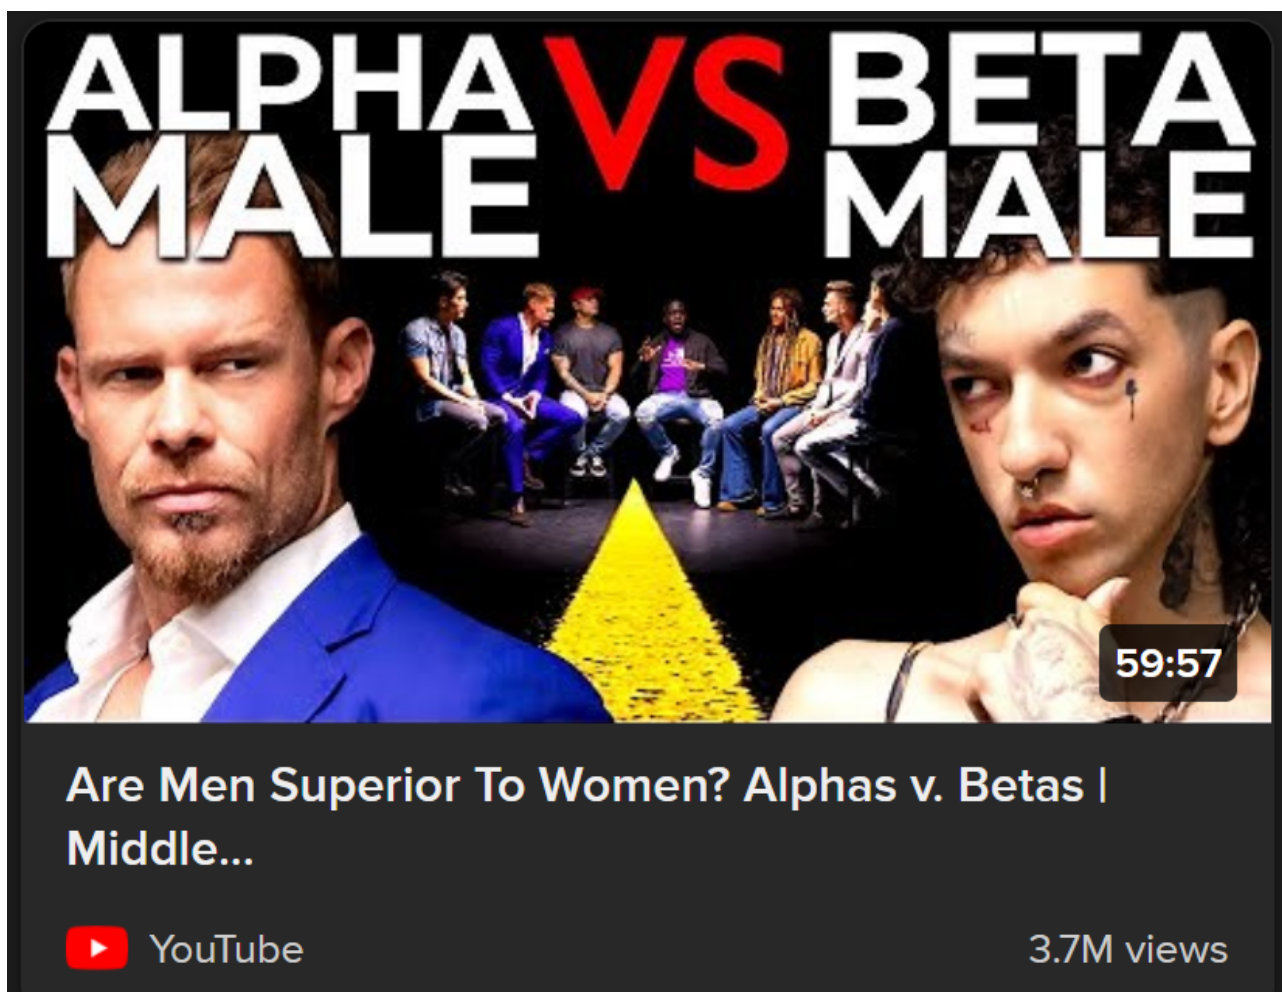 ALPHA VS BETA
MALE MALE
59:57
Are Men Superior To Women? Alphas v. Betas |
Middle...
YouTube
3.7M views